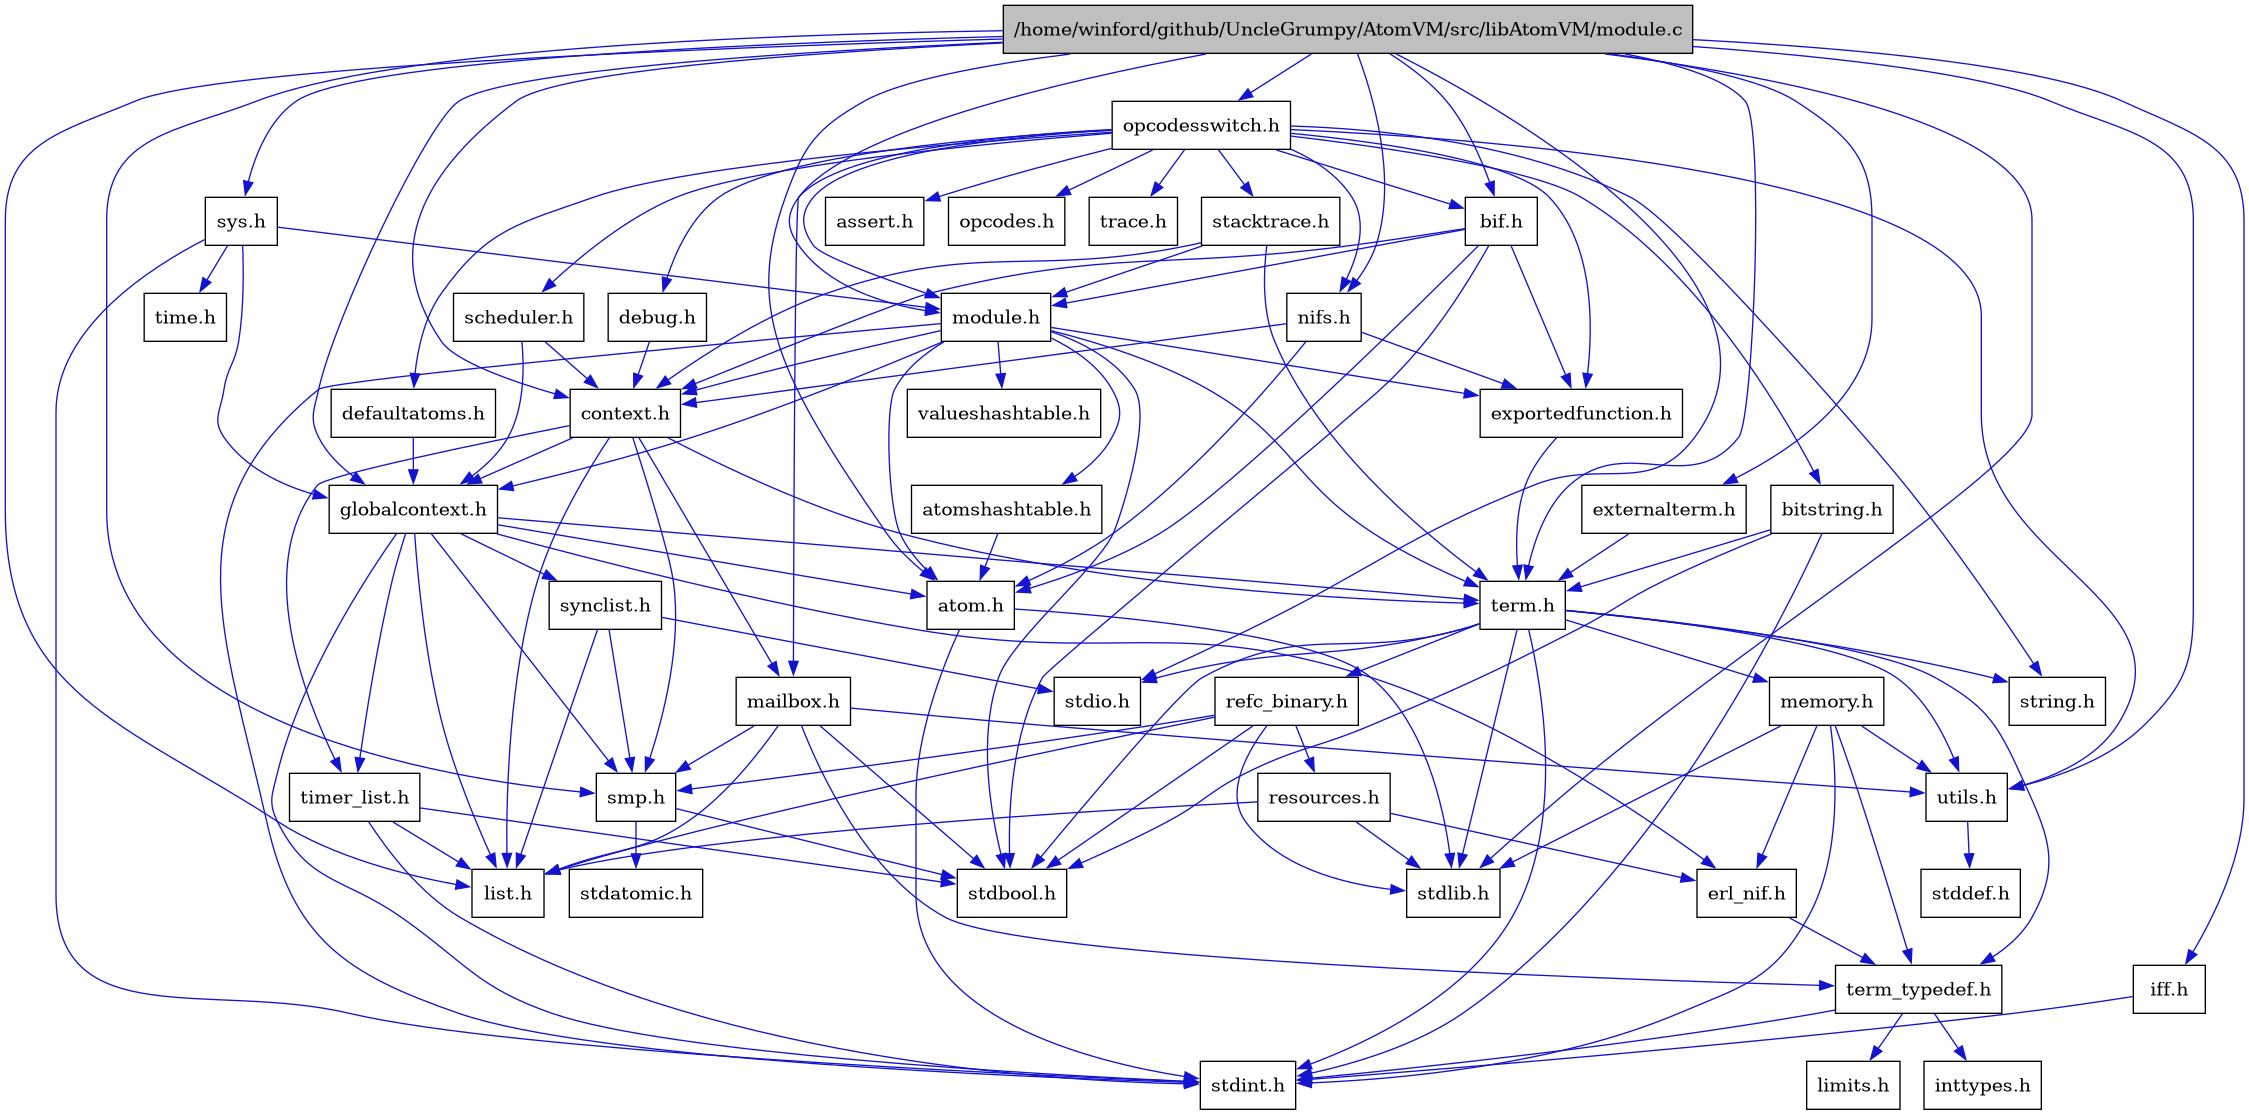 /home/winford/github/UncleGrumpy/AtomVM/src/libAtomVM/module.c
opcodesswitch.h
sys.h
assert.h
opcodes.h
trace.h
stacktrace.h
bif.h
time.h
scheduler.h
debug.h
module.h
nifs.h
defaultatoms.h
context.h
valueshashtable.h
exportedfunction.h
globalcontext.h
atomshashtable.h
externalterm.h
bitstring.h
synclist.h
atom.h
term.h
mailbox.h
stdio.h
refc_binary.h
memory.h
string.h
timer_list.h
smp.h
resources.h
utils.h
list.h
stdatomic.h
stdbool.h
stdlib.h
erl_nif.h
stddef.h
term_typedef.h
iff.h
stdint.h
limits.h
inttypes.h